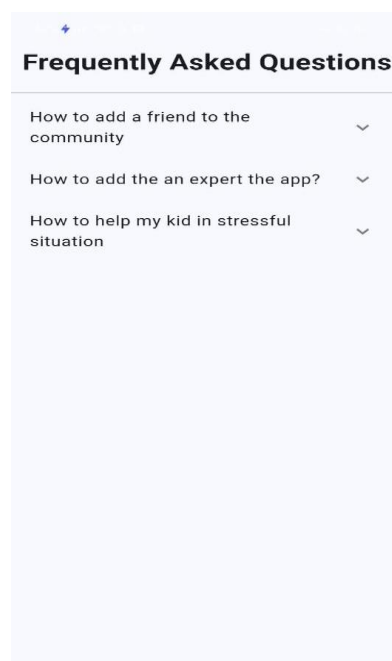 Frequently Asked Questions
How to add a friend to the
community
How to add the an expert the app?
How to help my kid in stressful
situation